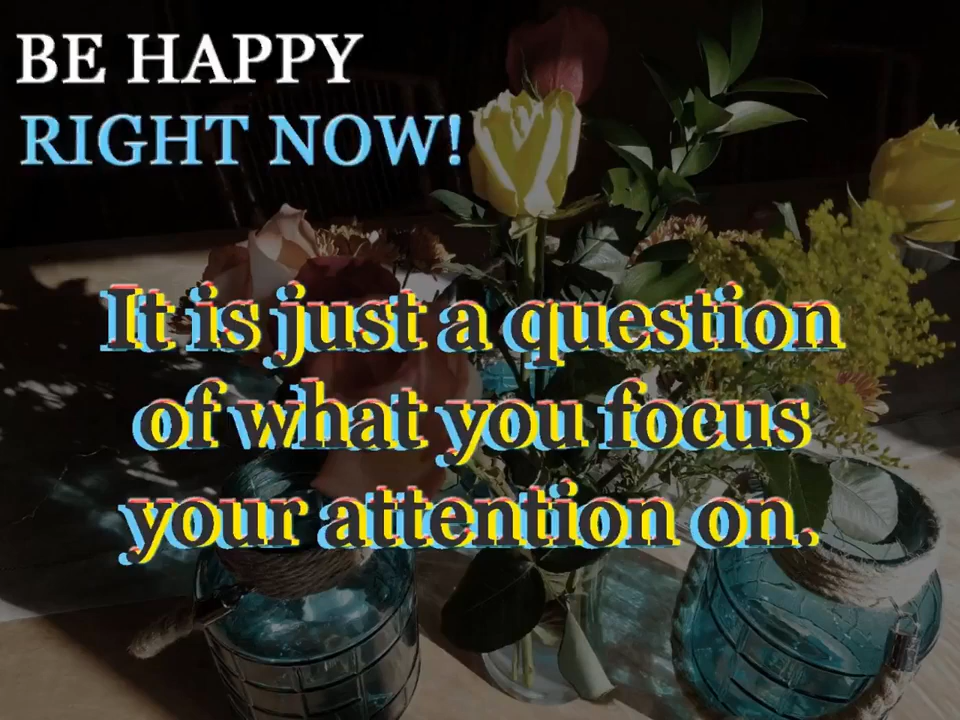 BE HAPPY
RIGHT NOW!
It is just a question
of what you focus
your attention on.